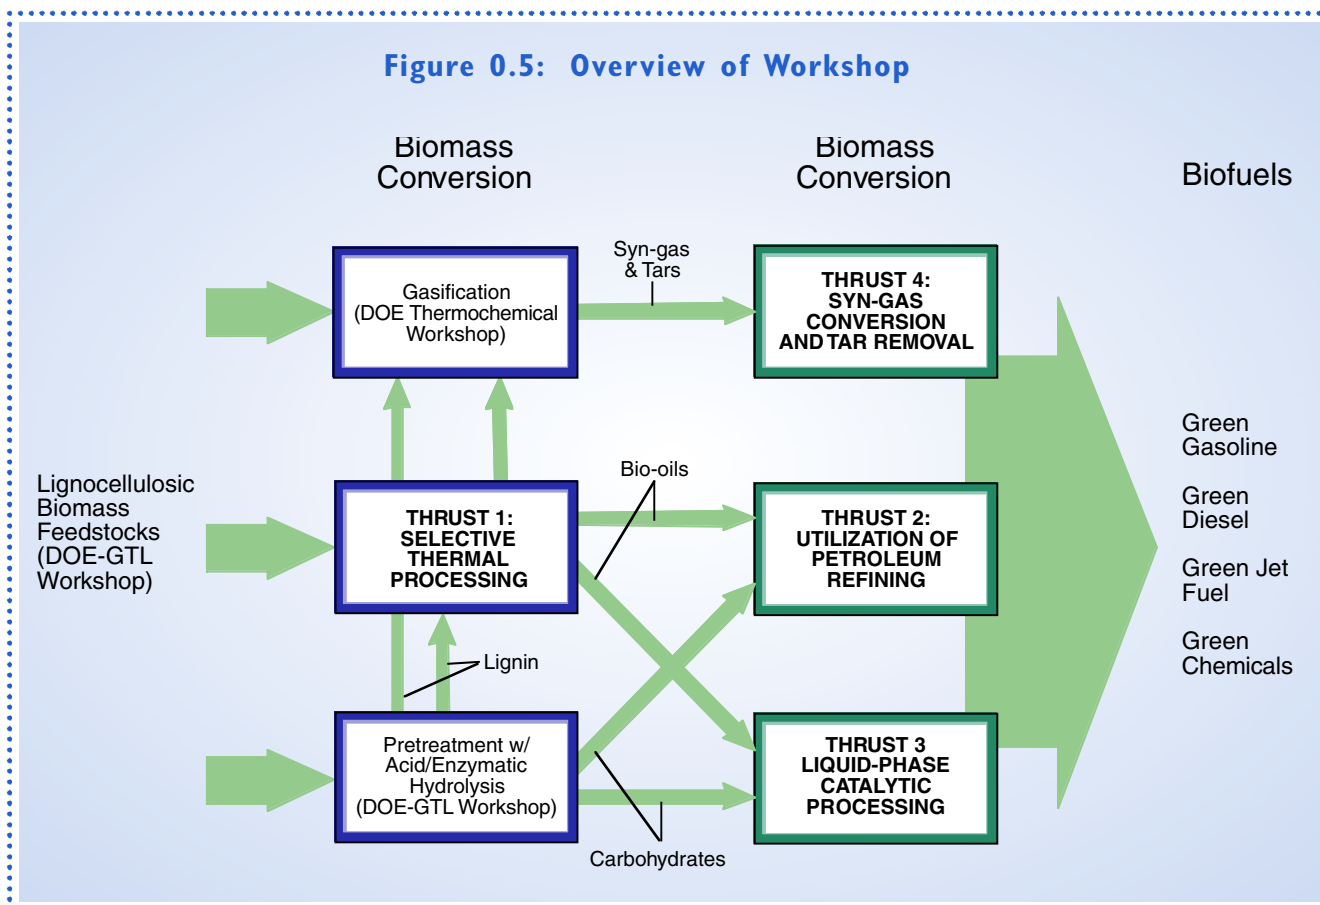 Figure 0.5: Overview of Workshop
Biomass
Conversion
Biomass
Conversion
Biofuels
Gasification
(DOE Thermochemical
Workshop)
Syn-gas
& Tars
THRUST 4:
SYN-GAS
CONVERSION
AND TAR REMOVAL
Lignocellulosic
Biomass
Feedstocks
(DOE-GTL
Workshop)
THRUST 1:
SELECTIVE
THERMAL
PROCESSING
Bio-oils
THRUST 2:
UTILIZATION OF
PETROLEUM
REFINING
Lignin
Pretreatment w/
Acid/Enzymatic
Hydrolysis
(DOE-GTL Workshop)
Carbohydrates
THRUST 3
LIQUID-PHASE
CATALYTIC
PROCESSING
Green
Gasoline
Green
Diesel
Green Jet
Fuel
Green
Chemicals